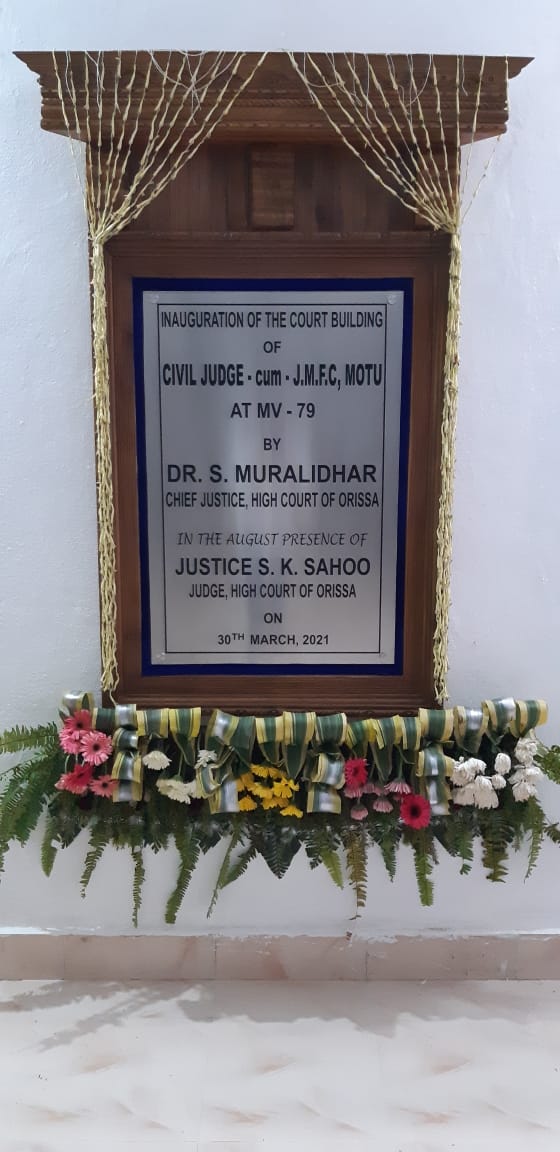 INAUGURATION OF THE COURT BUILDING
OF
CIVIL JUDGE - cum - J.M.F.C, MOTU
AT MV - 79
BY
DR. S. MURALIDHAR
CHIEF JUSTICE, HIGH COURT OF ORISSA
IN THE AUGUST PRESENCE OF
JUSTICE S. K. SAHOO
JUDGE, HIGH COURT OF ORISSA
ON
30TH MARCH, 2021